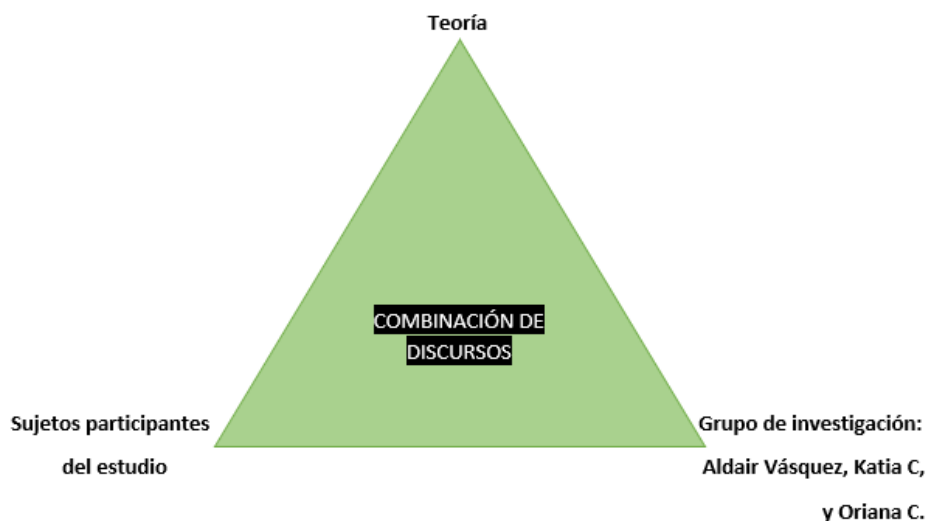 Teoría
COMBINACIÓN DE
DISCURSOS
Sujetos participantes
del estudio
Grupo de investigación:
Aldair Vásquez, Katia C,
y Oriana C.